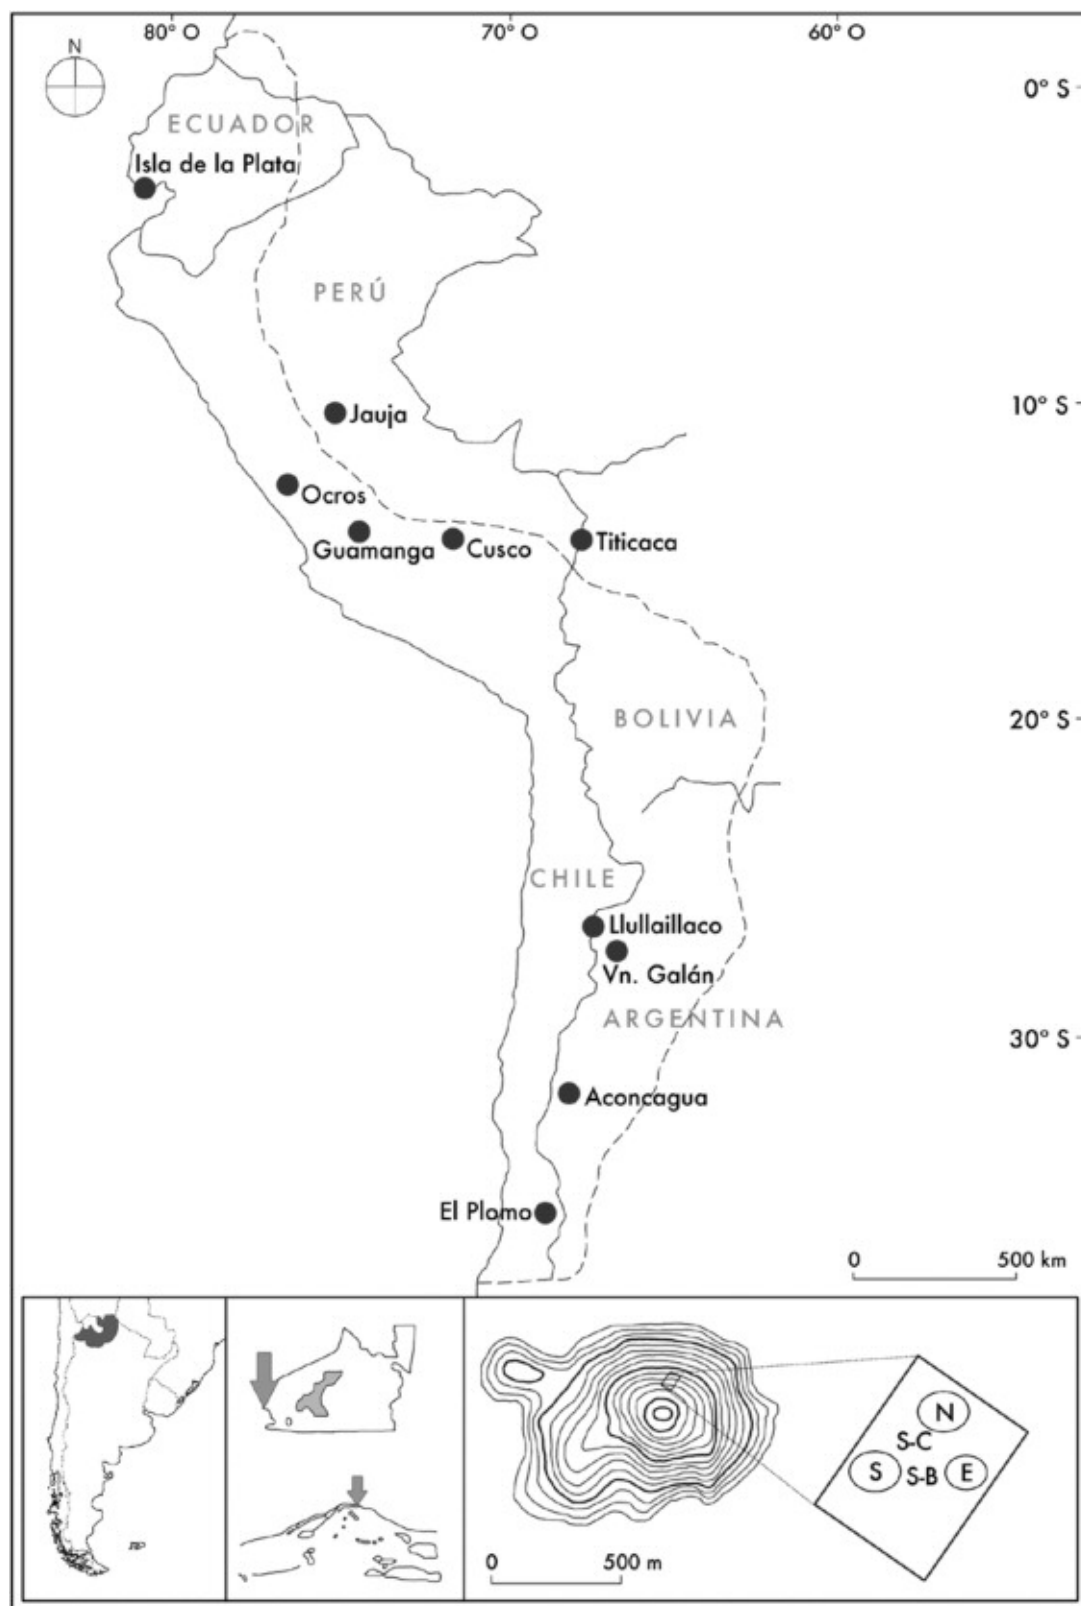 80° O
70° O
60° O
N
0° S
ECUADOR
Isla de la Plata
PERÚ
10° S
Jauja
Ocros
Guamanga
Cusco
Titicaca
BOLIVIA
20° S
CHILE
Llullaillaco
Vn. Galán
ARGENTINA
30° S
Aconcagua
El Plomo
0 500 km
N
S-C
S
S-B
E
0 500 m